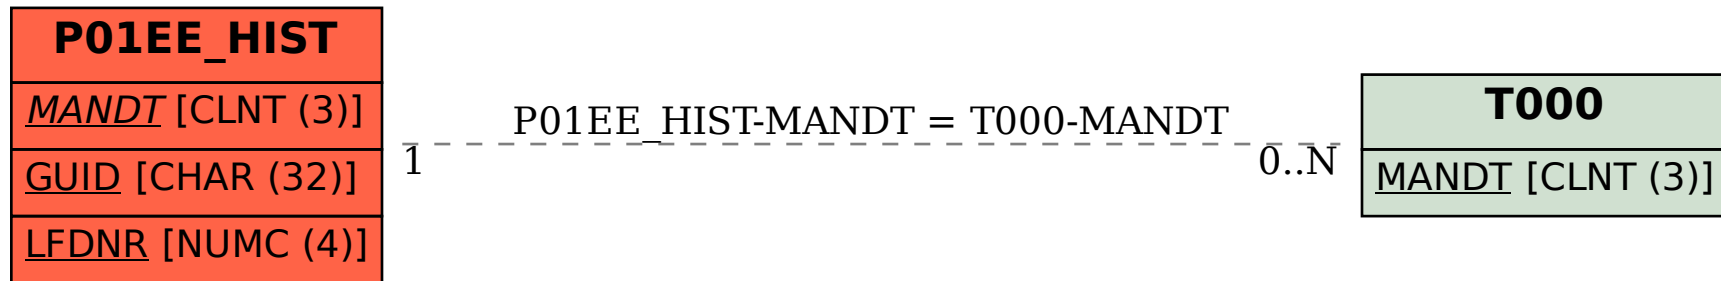 P01EE_HIST
MANDT [CLNT (3)]
GUID [CHAR (32)]
LFDNR [NUMC (4)]
P01EE_HIST-MANDT = T000-MANDT
1
0..N
T000
MANDT [CLNT (3)]